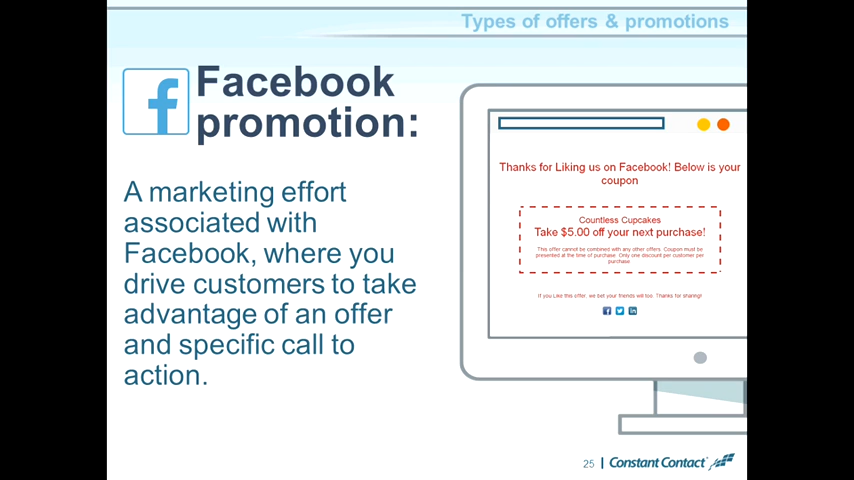 Types of offers & promotions
Facebook
promotion:
A marketing effort
associated with
Facebook, where you
drive customers to take
advantage of an offer
and specific call to
action.
Thanks for Liking us on Facebook! Below is your
coupon
Countless Cupcakes
Take $5.00 off your next purchase!
This offer cannot be combined with any other offers. Coupon must be
presented at the time of purchase. Only one discount per customer per
purchase.
If you Like this offer, we bet your friends will too. Thanks for sharing!
25 | Constant Contact